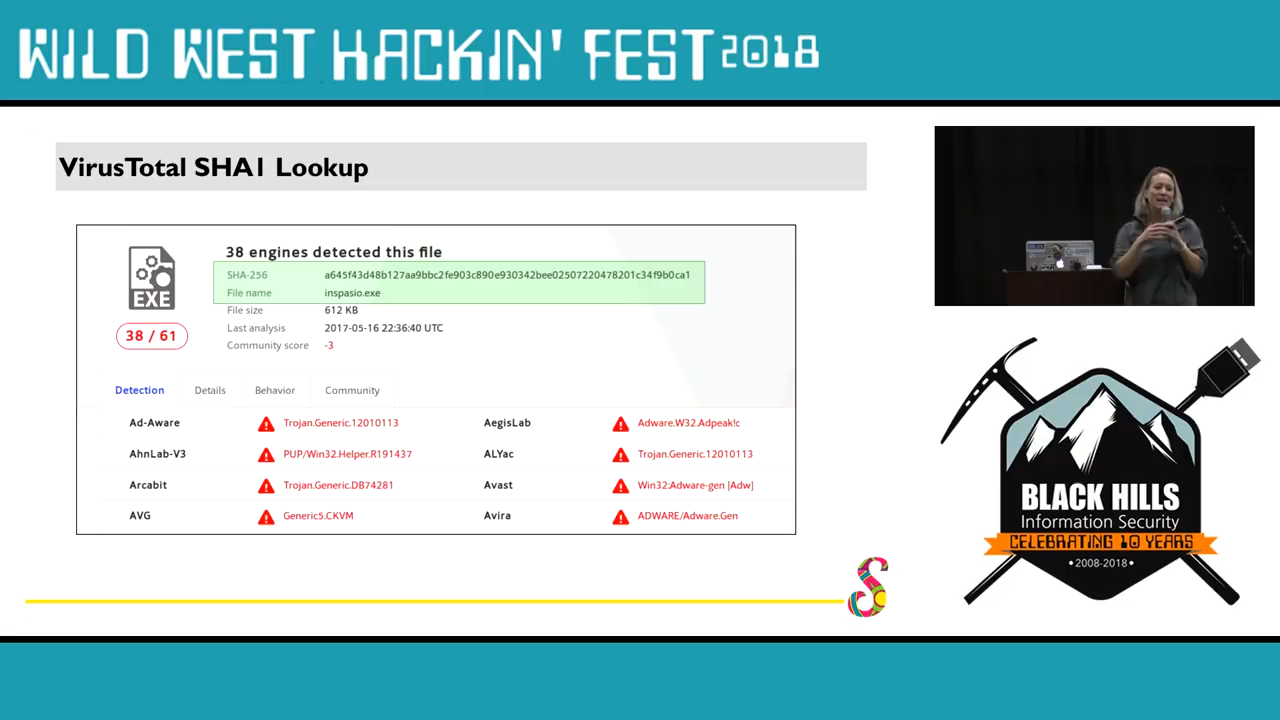 WILD WEST HACKIN' FEST 2018
VirusTotal SHA1 Lookup
38 engines detected this file
SHA-256 a645f43d48b127aa9bbc2fe903c890e930342bee02507220478201c34f9b0ca1
File name inspasio.exe
File size 612 KB
Last analysis 2017-05-16 22:36:40 UTC
Community score -3
EXE
38 / 61
Detection Details Behavior Community
Ad-Aware Trojan.Generic.12010113 AegisLab Adware.W32.Adpeak!c
AhnLab-V3 PUP/Win32.Helper.R191437 ALYac Trojan.Generic.12010113
Arcabit Trojan.Generic.DB74281 Avast Win32:Adware-gen [Adw]
AVG Generic5.CKVM Avira ADWARE/Adware.Gen
S
BLACK HILLS
Information Security
CELEBRATING 10 YEARS
•2008-2018•